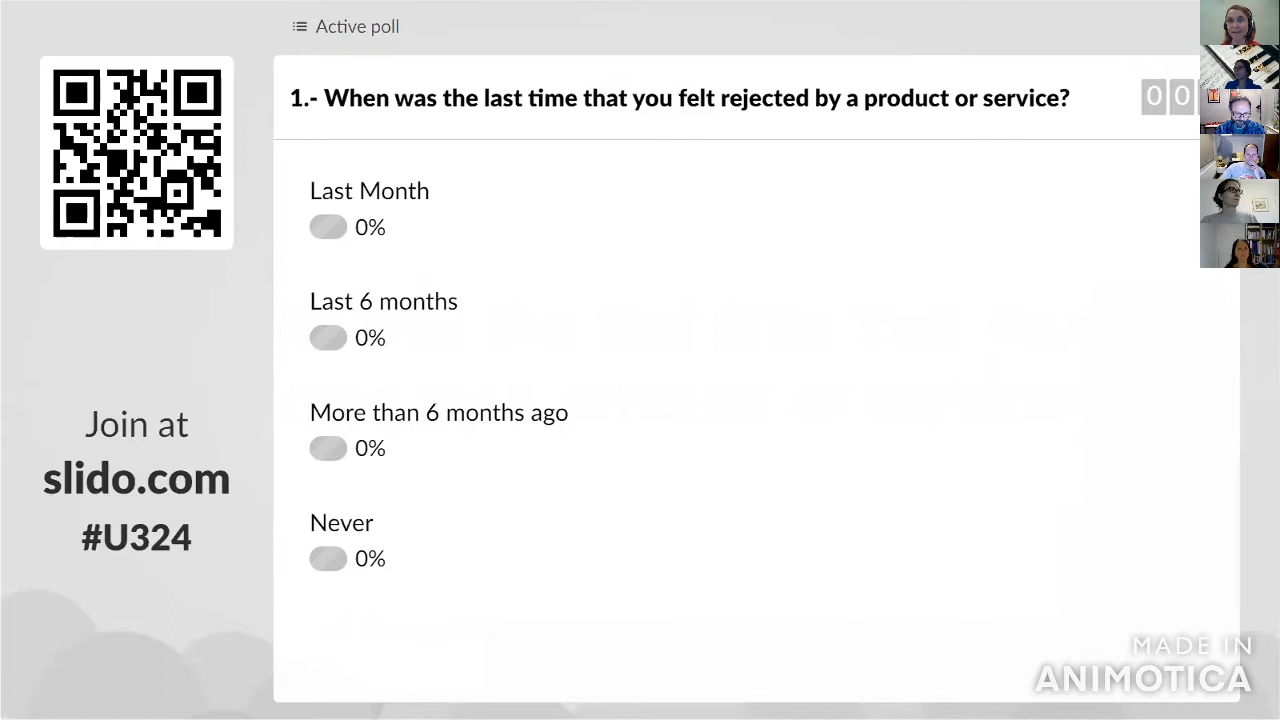 Active poll
1.- When was the last time that you felt rejected by a product or service?
00
Last Month
0%
Last 6 months
0%
More than 6 months ago
0%
Never
0%
Join at
slido.com
#U324
MADE IN
ANIMOTICA